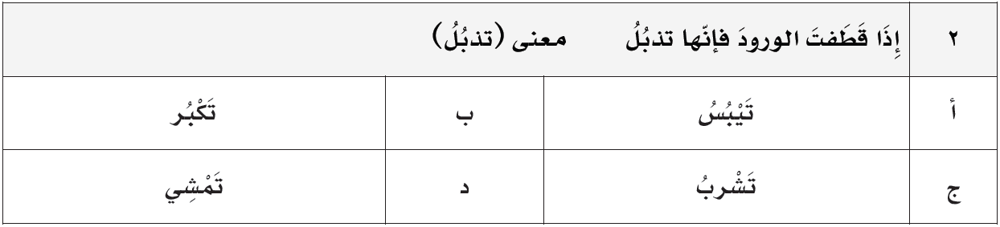 ٢ إِذَا قَطَفتَ الورودَ فإنّها تذبُلُ معنى (تذبُلُ)
أ تَيْبُسُ ب تَكْبُر
ج تَشْربُ د تَمْشِي